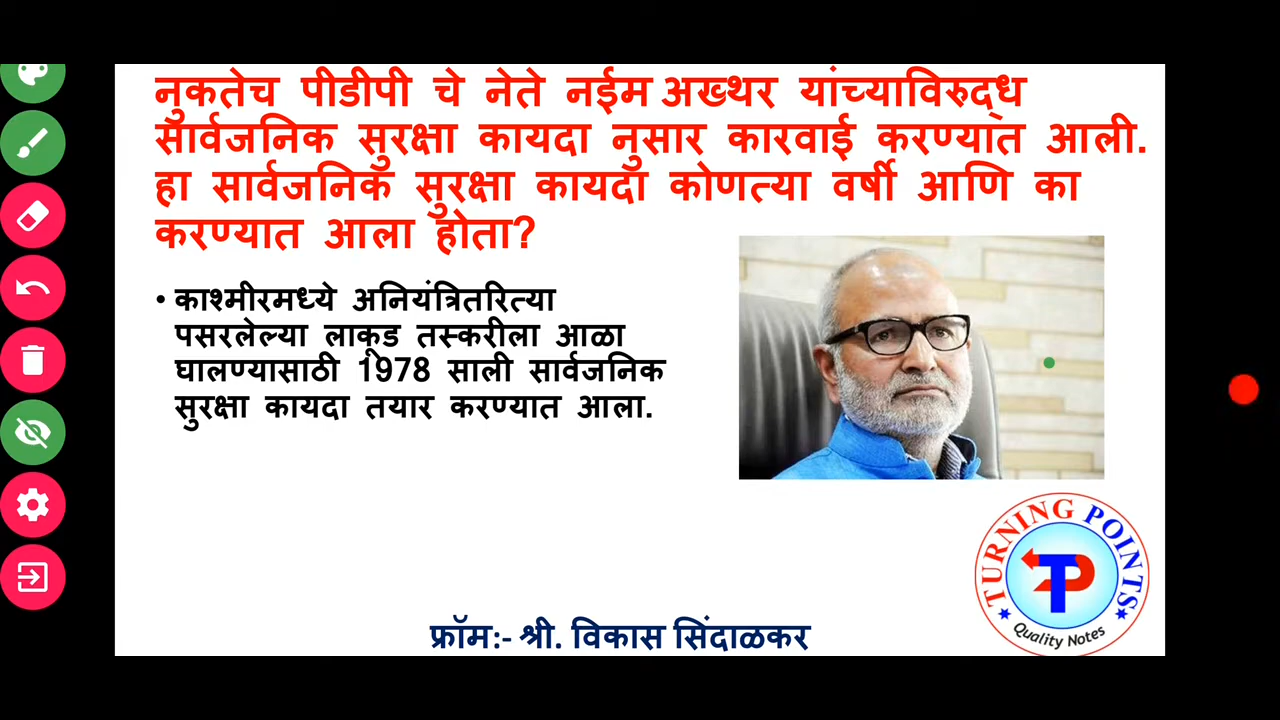 नुकतेच पीडीपी चे नेते नईम अख्थर यांच्याविरुद्ध
सार्वजनिक सुरक्षा कायदा नुसार कारवाई करण्यात आली.
हा सार्वजनिक सुरक्षा कायदा कोणत्या वर्षी आणि का
करण्यात आला होता?
• काश्मीरमध्ये अनियंत्रितरित्या
पसरलेल्या लाकूड तस्करीला आळा
घालण्यासाठी 1978 साली सार्वजनिक
सुरक्षा कायदा तयार करण्यात आला.
TURNING POINTS
TP
Quality Notes
फ्रॉम:- श्री. विकास सिंदाळकर